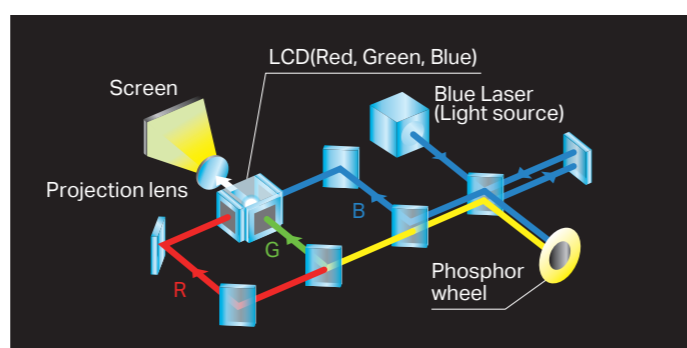 LCD(Red, Green, Blue)
Screen
Blue Laser
(Light source)
Projection lens
B
G
R
Phosphor
wheel